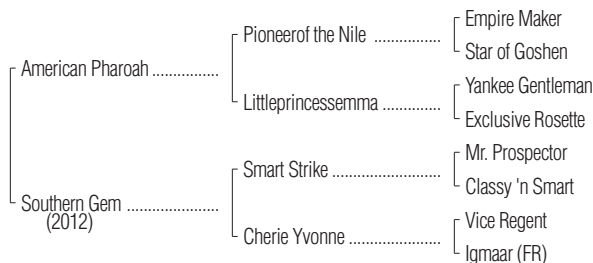 American Pharoah ................
Southern Gem ......................
(2012)
Pioneerof the Nile ................
Littleprincessemma ..............
Smart Strike ..........................
Cherie Yvonne ......................
Empire Maker
Star of Goshen
Yankee Gentleman
Exclusive Rosette
Mr. Prospector
Classy 'n Smart
Vice Regent
Igmaar (FR)